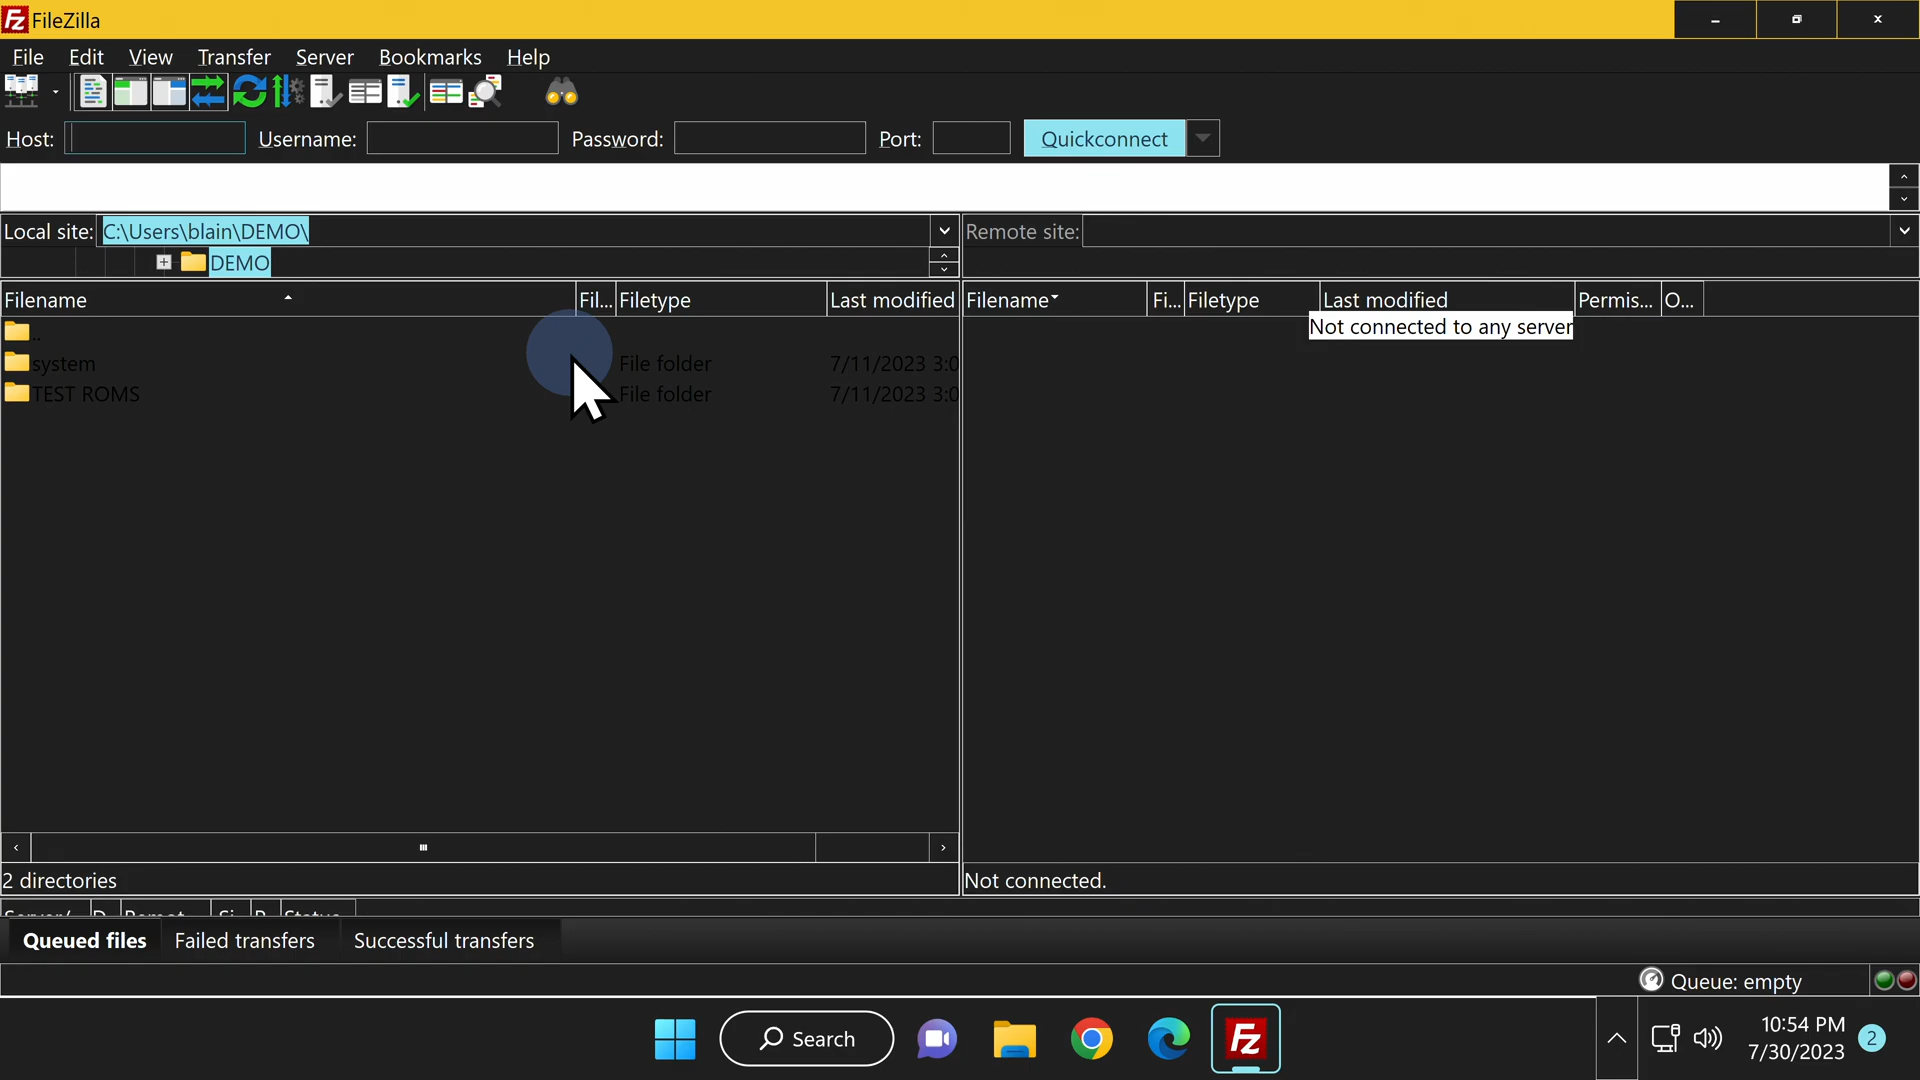 FileZilla
File Edit View Transfer Server Bookmarks Help
Host: Username: Password: Port: Quickconnect
Local site: C:\Users\blain\DEMO\ Remote site:
DEMO
Filename Fil... Filetype Last modified Filename Fi... Filetype Last modified Permis... O...
..
Not connected to any server
system File folder 7/11/2023 3:0
TEST ROMS File folder 7/11/2023 3:0
2 directories Not connected.
Queued files Failed transfers Successful transfers
Queue: empty
Search
10:54 PM
7/30/2023 2